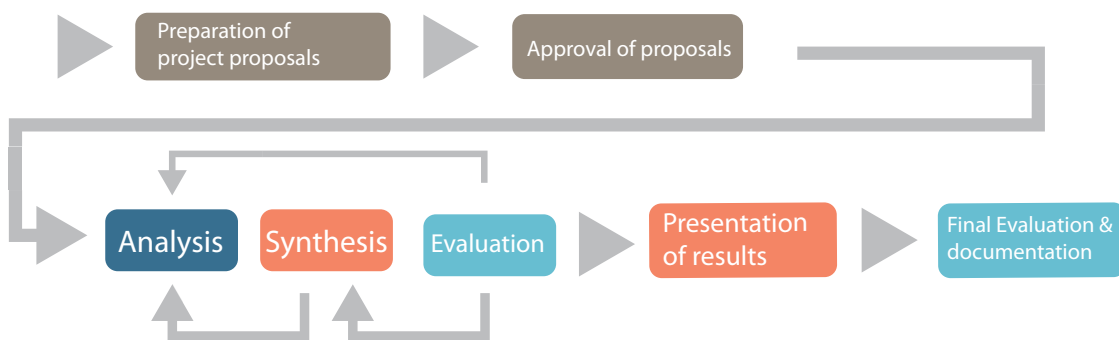 Preparation of
project proposals
Approval of proposals
Analysis
Synthesis
Evaluation
Presentation
of results
Final Evaluation &
documentation